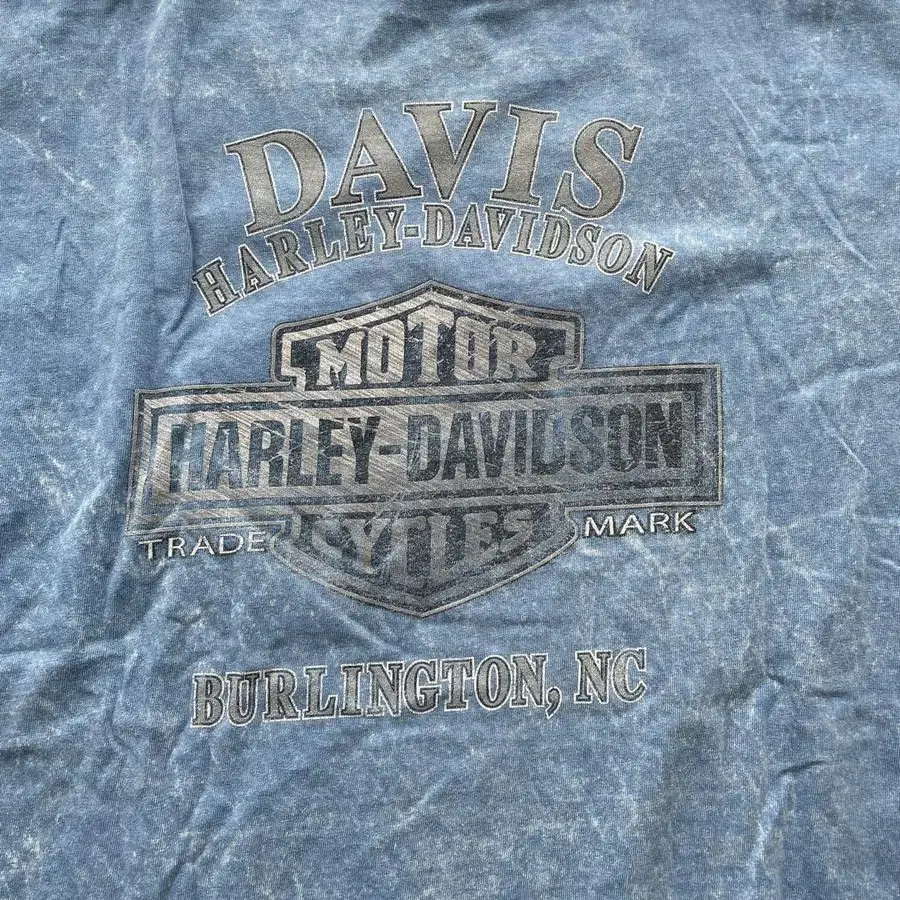 DAVIS
HARLEY-DAVIDSON
MOTOR
HARLEY-DAVIDSON
CYCLES
TRADE MARK
BURLINGTON, NC